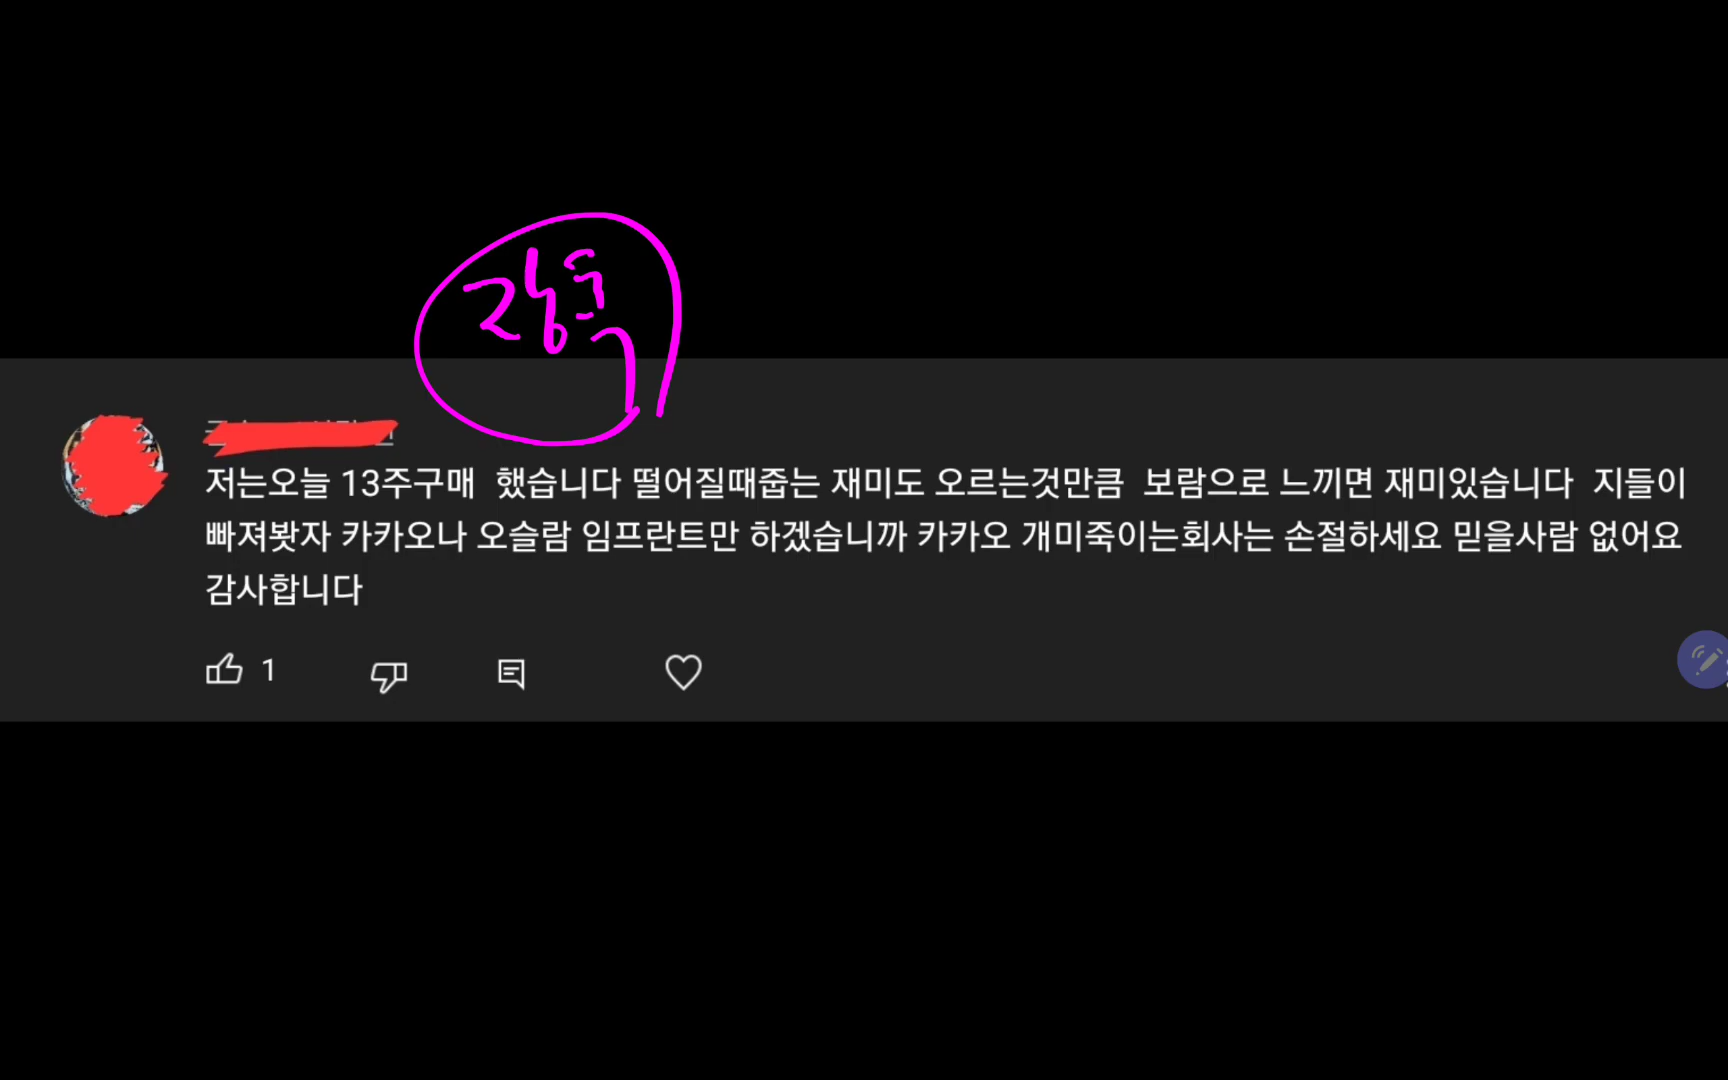 저는오늘 13주구매  했습니다 떨어질때줍는 재미도 오르는것만큼  보람으로 느끼면 재미있습니다  지들이
빠져봣자 카카오나 오슬람 임프란트만 하겠습니까 카카오 개미죽이는회사는 손절하세요 믿을사람 없어요
감사합니다
1